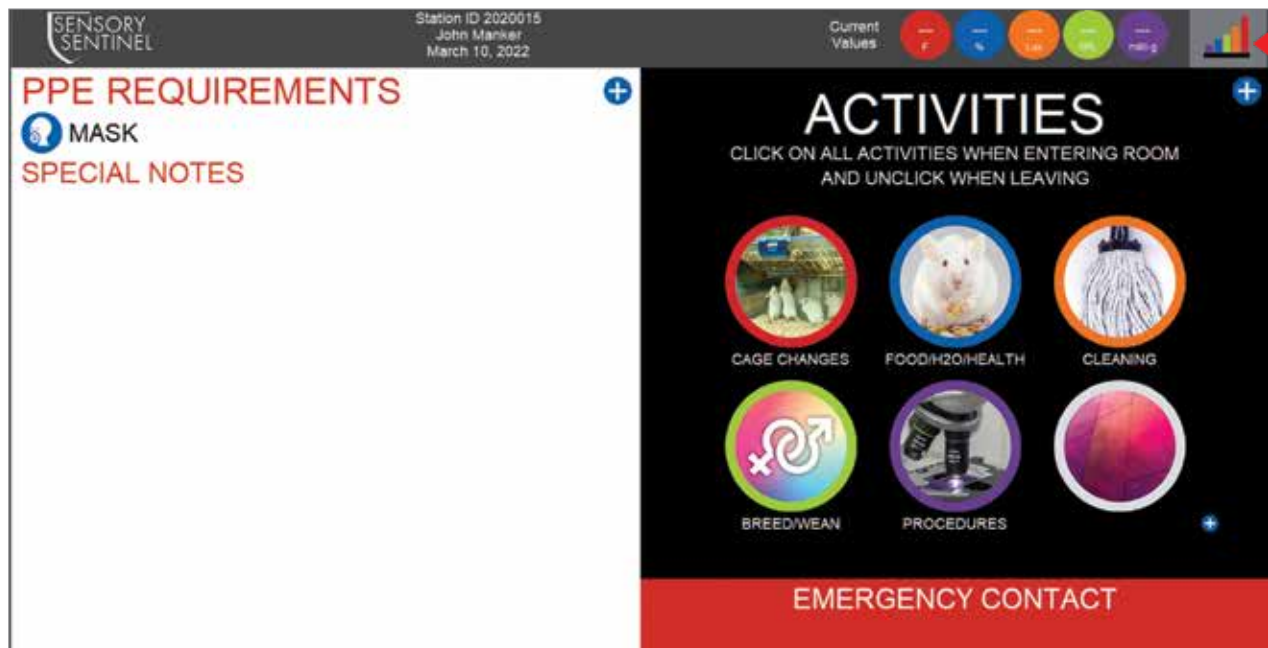 SENSORY
SENTINEL
Station ID 2020015
John Manker
March 10, 2022
Current
Values
--- F
--- %
--- Lux
---
--- milli-g
PPE REQUIREMENTS
MASK
SPECIAL NOTES
ACTIVITIES
CLICK ON ALL ACTIVITIES WHEN ENTERING ROOM
AND UNCLICK WHEN LEAVING
CAGE CHANGES
FOOD/H2O/HEALTH
CLEANING
BREED/WEAN
PROCEDURES
EMERGENCY CONTACT